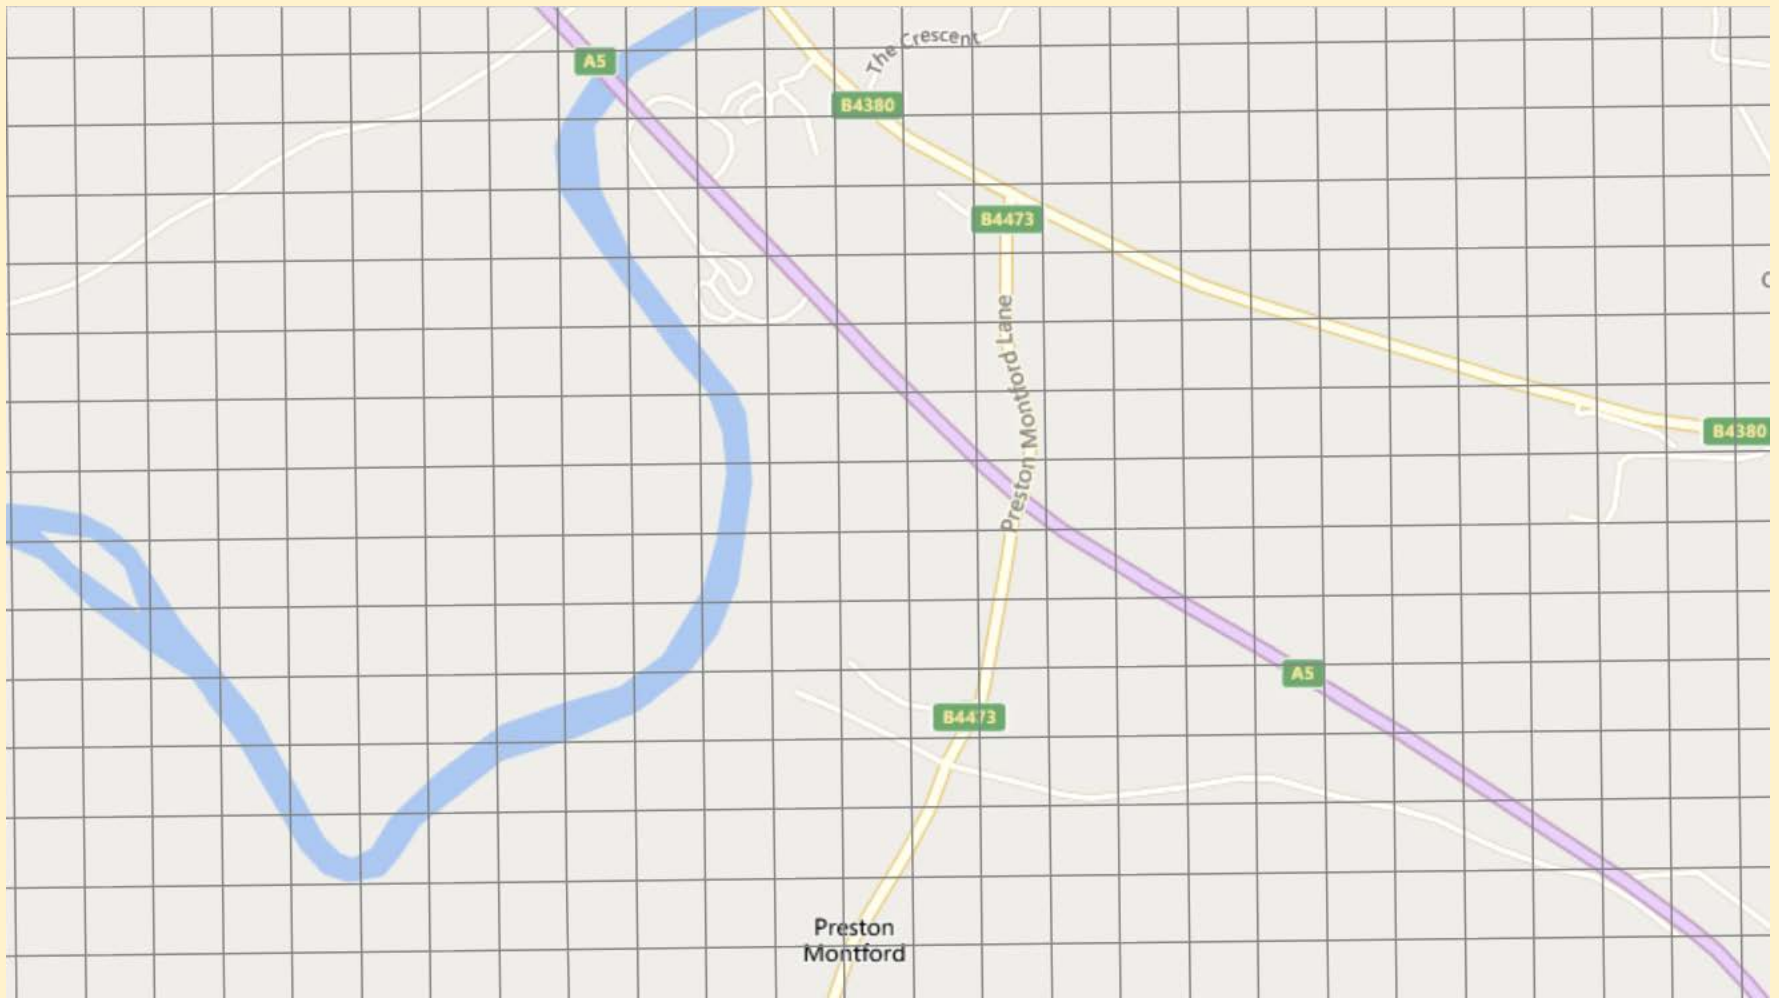 The Crescent
A5
B4380
B4473
Preston Montford Lane
B4380
A5
B4473
Preston
Montford